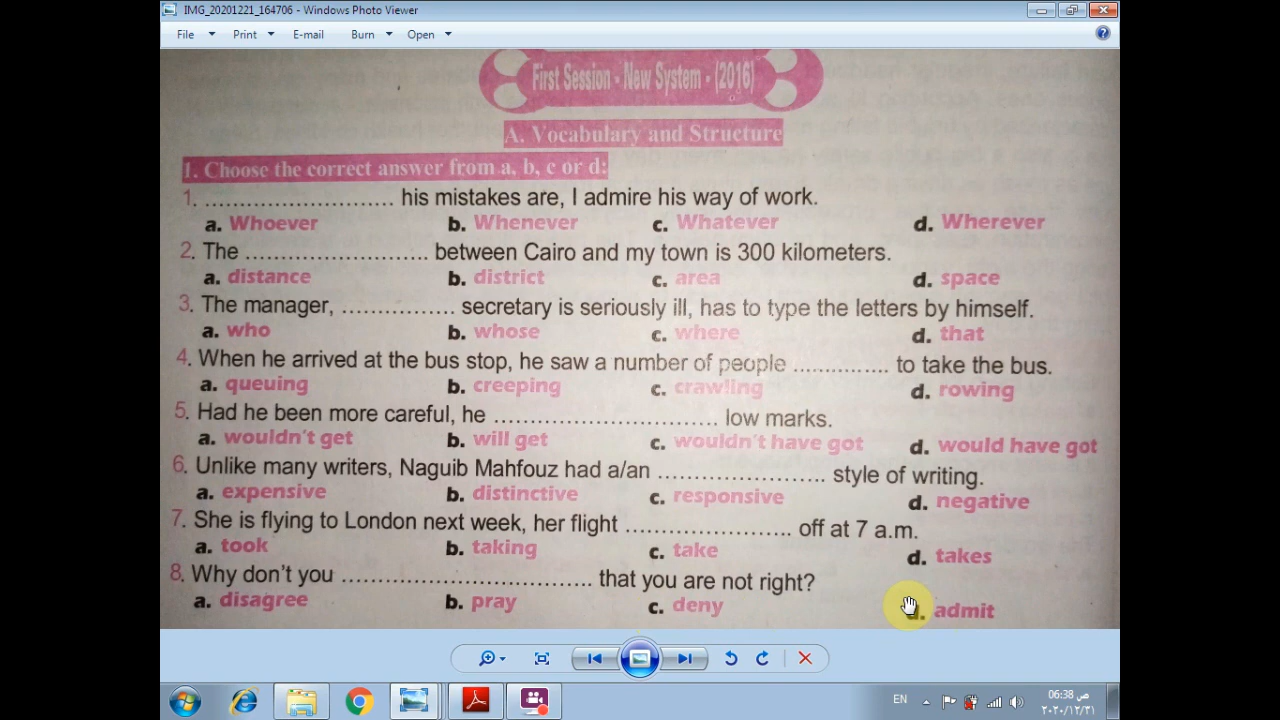 IMG_20201221_164706 - Windows Photo Viewer
File Print E-mail Burn Open
First Session - New System - (2016)
A. Vocabulary and Structure
1. Choose the correct answer from a, b, c or d:
1. .......................... his mistakes are, I admire his way of work.
a. Whoever b. Whenever c. Whatever d. Wherever
2. The ........................... between Cairo and my town is 300 kilometers.
a. distance b. district c. area d. space
3. The manager, ................ secretary is seriously ill, has to type the letters by himself.
a. who b. whose c. where d. that
4. When he arrived at the bus stop, he saw a number of people .............. to take the bus.
a. queuing b. creeping c. crawling d. rowing
5. Had he been more careful, he ................................. low marks.
a. wouldn't get b. will get c. wouldn't have got d. would have got
6. Unlike many writers, Naguib Mahfouz had a/an ........................ style of writing.
a. expensive b. distinctive c. responsive d. negative
7. She is flying to London next week, her flight ........................ off at 7 a.m.
a. took b. taking c. take d. takes
8. Why don't you .................................... that you are not right?
a. disagree b. pray c. deny d. admit
EN
06:38 ص
٢٠٢٠/١٢/٣١